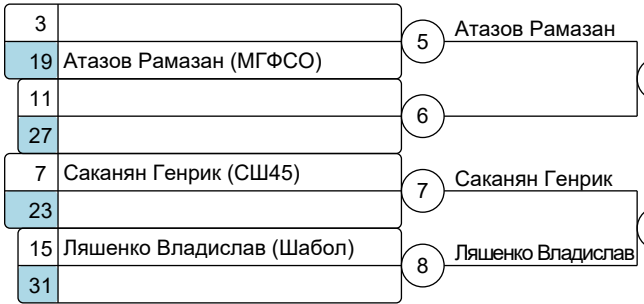 3
5 Атазов Рамазан
19 Атазов Рамазан (МГФСО)
11
6
27
7 Саканян Генрик (СШ45)
7 Саканян Генрик
23
15 Ляшенко Владислав (Шабол)
8 Ляшенко Владислав
31